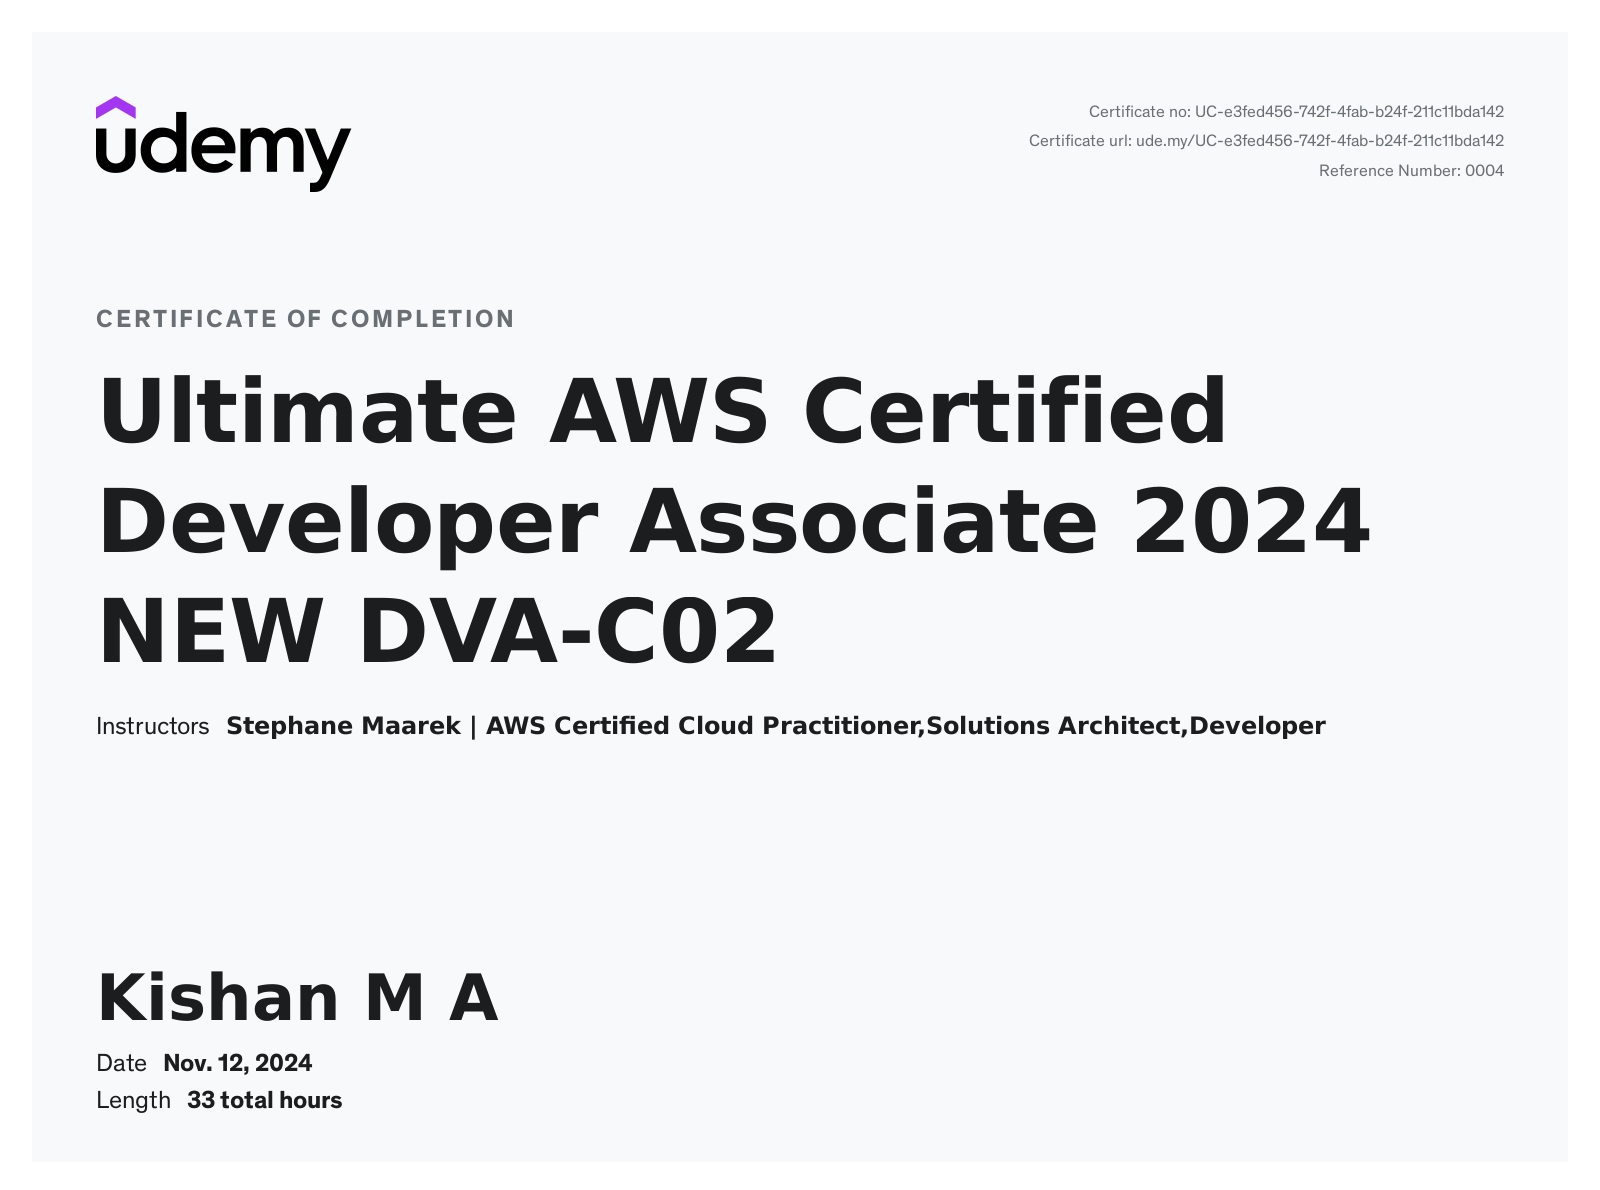 udemy
Certificate no: UC-e3fed456-742f-4fab-b24f-211c11bda142
Certificate url: ude.my/UC-e3fed456-742f-4fab-b24f-211c11bda142
Reference Number: 0004
CERTIFICATE OF COMPLETION
Ultimate AWS Certified
Developer Associate 2024
NEW DVA-C02
Instructors Stephane Maarek | AWS Certified Cloud Practitioner,Solutions Architect,Developer
Kishan M A
Date Nov. 12, 2024
Length 33 total hours